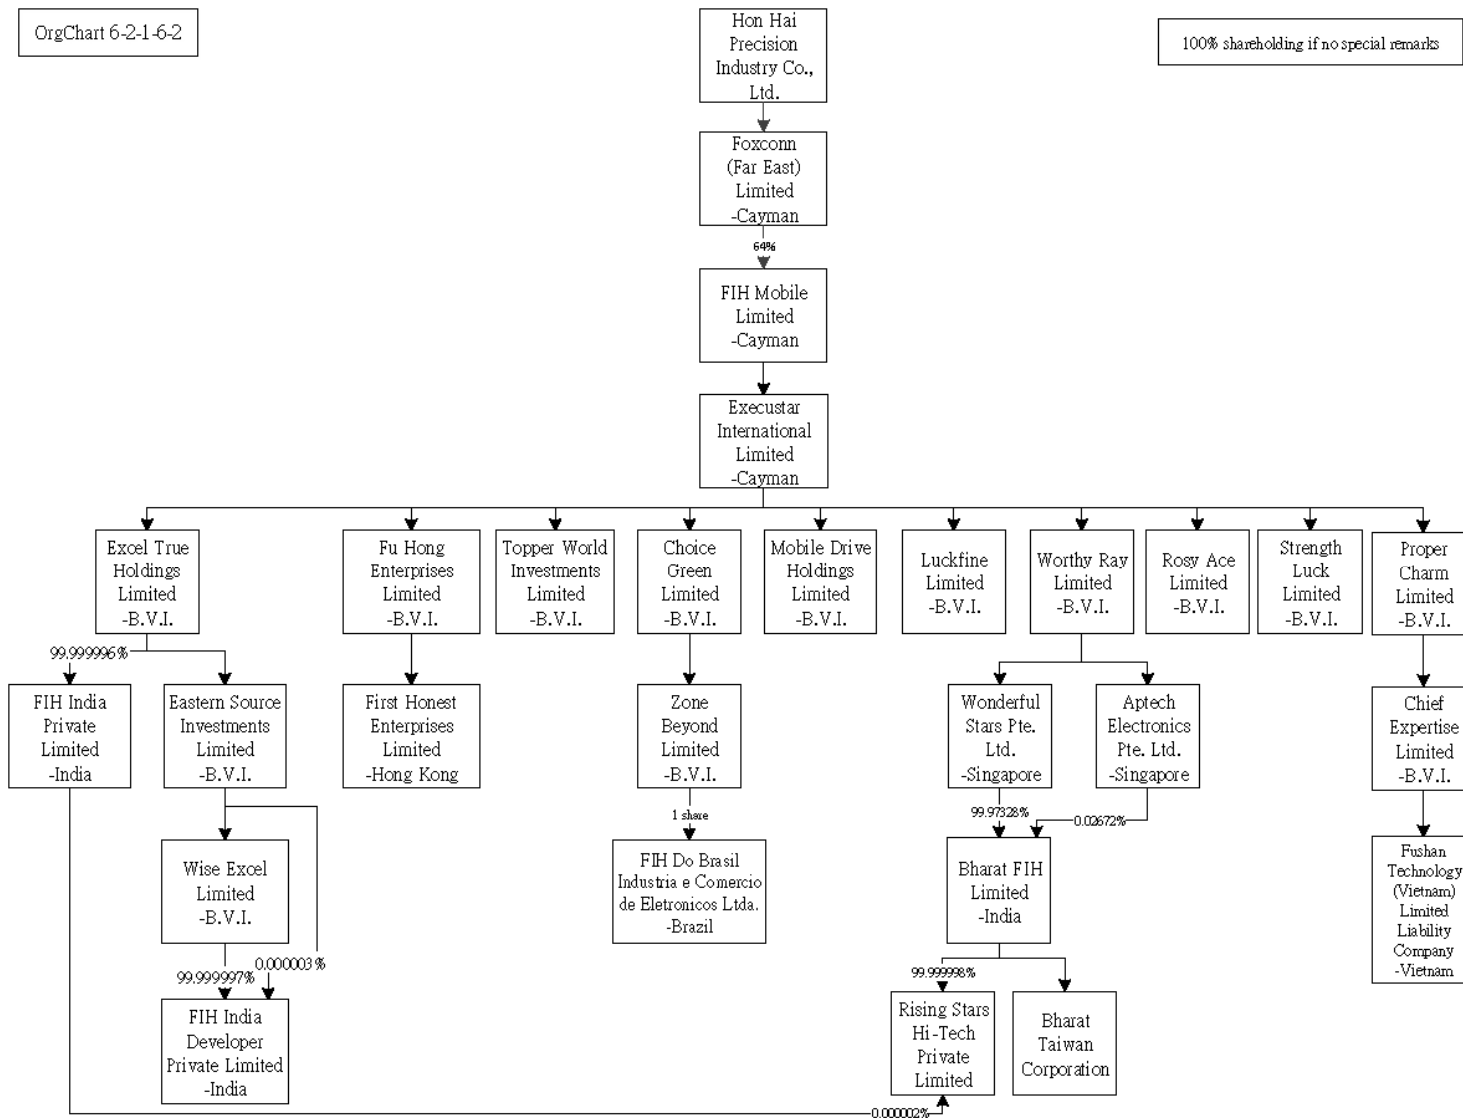 OrgChart 6-2-1-6-2
100% shareholding if no special remarks
Hon Hai
Precision
Industry Co.,
Ltd.
Foxconn
(Far East)
Limited
-Cayman
64%
FIH Mobile
Limited
-Cayman
Execustar
International
Limited
-Cayman
Excel True
Holdings
Limited
-B.V.I.
Fu Hong
Enterprises
Limited
-B.V.I.
Topper World
Investments
Limited
-B.V.I.
Choice
Green
Limited
-B.V.I.
Mobile Drive
Holdings
Limited
-B.V.I.
Luckfine
Limited
-B.V.I.
Worthy Ray
Limited
-B.V.I.
Rosy Ace
Limited
-B.V.I.
Strength
Luck
Limited
-B.V.I.
Proper
Charm
Limited
-B.V.I.
99.999996%
FIH India
Private
Limited
-India
Eastern Source
Investments
Limited
-B.V.I.
First Honest
Enterprises
Limited
-Hong Kong
Zone
Beyond
Limited
-B.V.I.
Wonderful
Stars Pte.
Ltd.
-Singapore
Aptech
Electronics
Pte. Ltd.
-Singapore
Chief
Expertise
Limited
-B.V.I.
1 share
99.97328%
0.02672%
Wise Excel
Limited
-B.V.I.
FIH Do Brasil
Industria e Comercio
de Eletronicos Ltda.
-Brazil
Bharat FIH
Limited
-India
Fushan
Technology
(Vietnam)
Limited
Liability
Company
-Vietnam
99.999997%
0.000003%
99.999998%
FIH India
Developer
Private Limited
-India
Rising Stars
Hi-Tech
Private
Limited
Bharat
Taiwan
Corporation
0.000002%